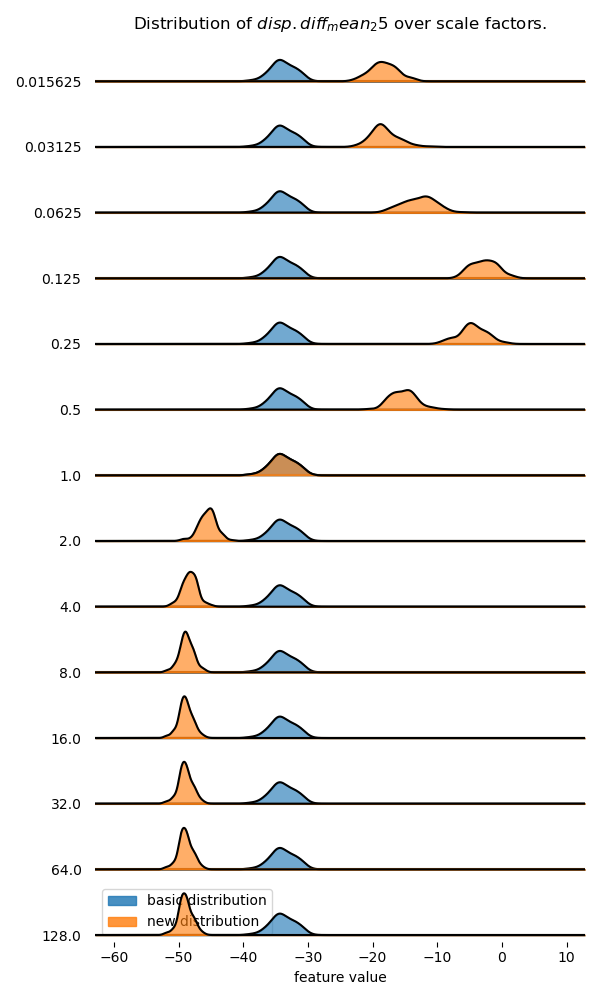 Distribution of disp.diff_mean_25 over scale factors.
0.015625
0.03125
0.0625
0.125
0.25
0.5
1.0
2.0
4.0
8.0
16.0
32.0
64.0
128.0
basic distribution
new distribution
−60 −50 −40 −30 −20 −10 0 10
feature value